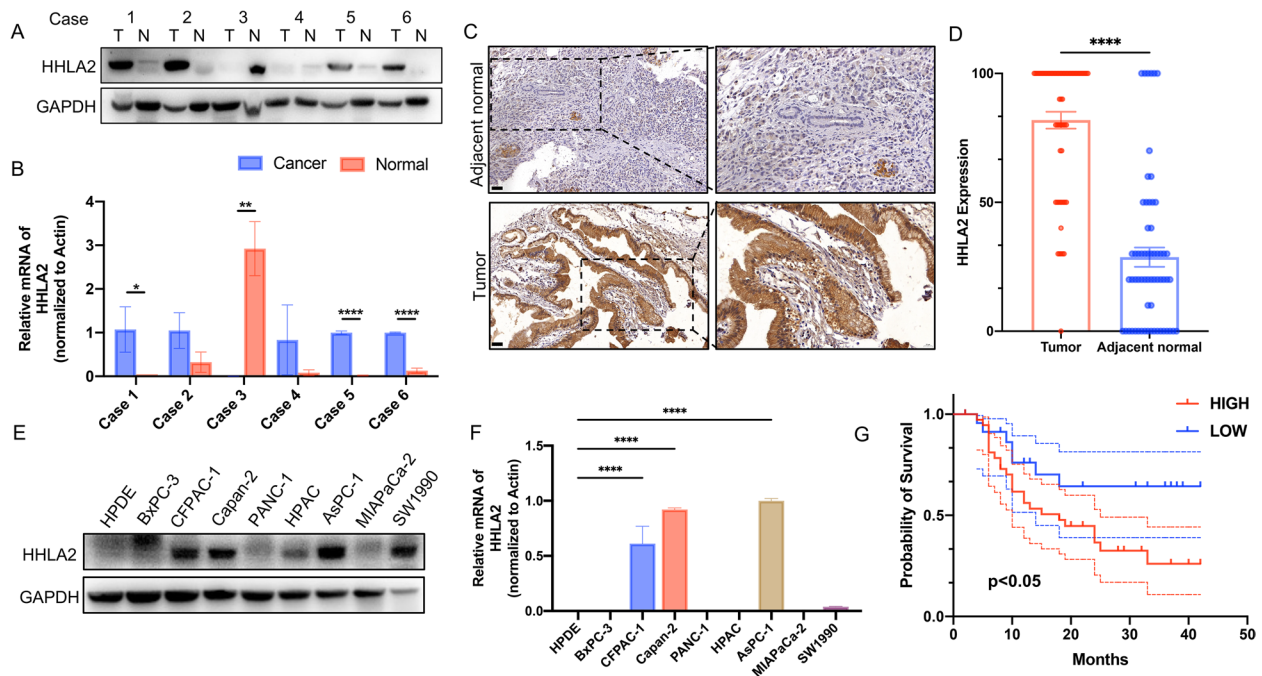 A
Case 1 2 3 4 5 6
T N T N T N T N T N T N
HHLA2
GAPDH
B
Cancer Normal
Relative mRNA of
HHLA2
(normalized to Actin)
4
3
2
1
0
* ** **** ****
Case 1 Case 2 Case 3 Case 4 Case 5 Case 6
C
Adjacent normal
Tumor
D
****
HHLA2 Expression
100
50
0
Tumor Adjacent normal
E
HPDE BxPC-3 CFPAC-1 Capan-2 PANC-1 HPAC AsPC-1 MIAPaCa-2 SW1990
HHLA2
GAPDH
F
****
****
****
Relative mRNA of
HHLA2
(normalized to Actin)
1.5
1.0
0.5
0.0
HPDE BxPC-3 CFPAC-1 Capan-2 PANC-1 HPAC AsPC-1 MIAPaCa-2 SW1990
G
HIGH
LOW
Probability of Survival
1.0
0.5
0.0
p<0.05
0 10 20 30 40 50
Months